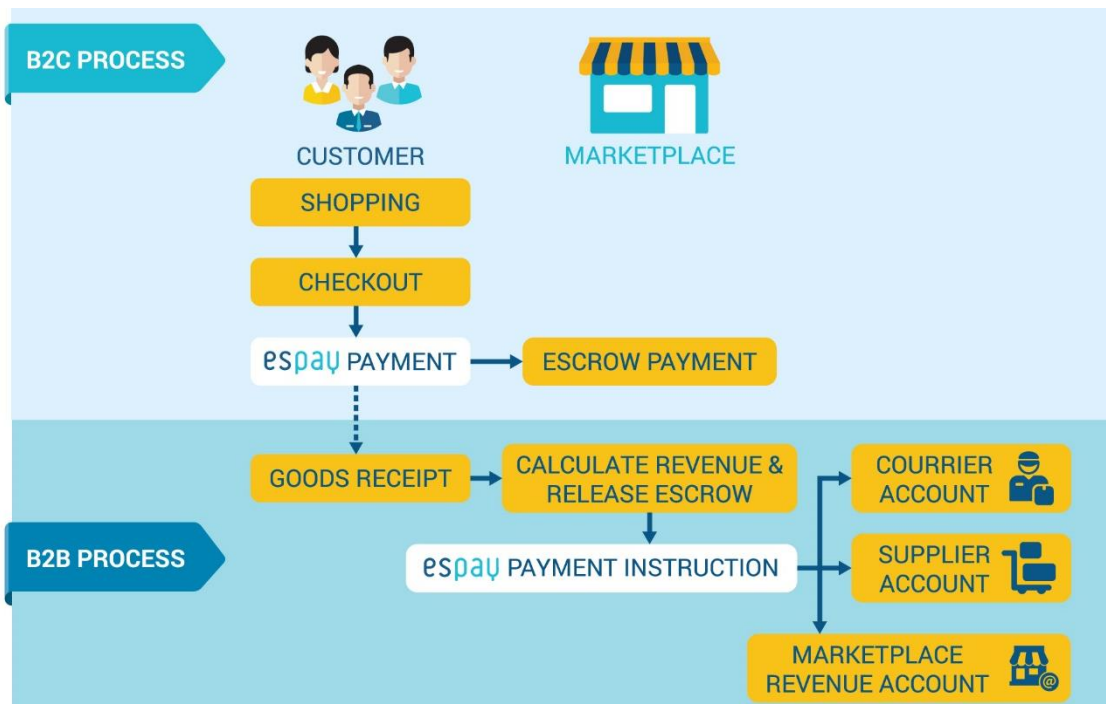 B2C PROCESS
CUSTOMER
MARKETPLACE
SHOPPING
CHECKOUT
espay PAYMENT
ESCROW PAYMENT
GOODS RECEIPT
CALCULATE REVENUE &
RELEASE ESCROW
COURRIER
ACCOUNT
B2B PROCESS
espay PAYMENT INSTRUCTION
SUPPLIER
ACCOUNT
MARKETPLACE
REVENUE ACCOUNT
@